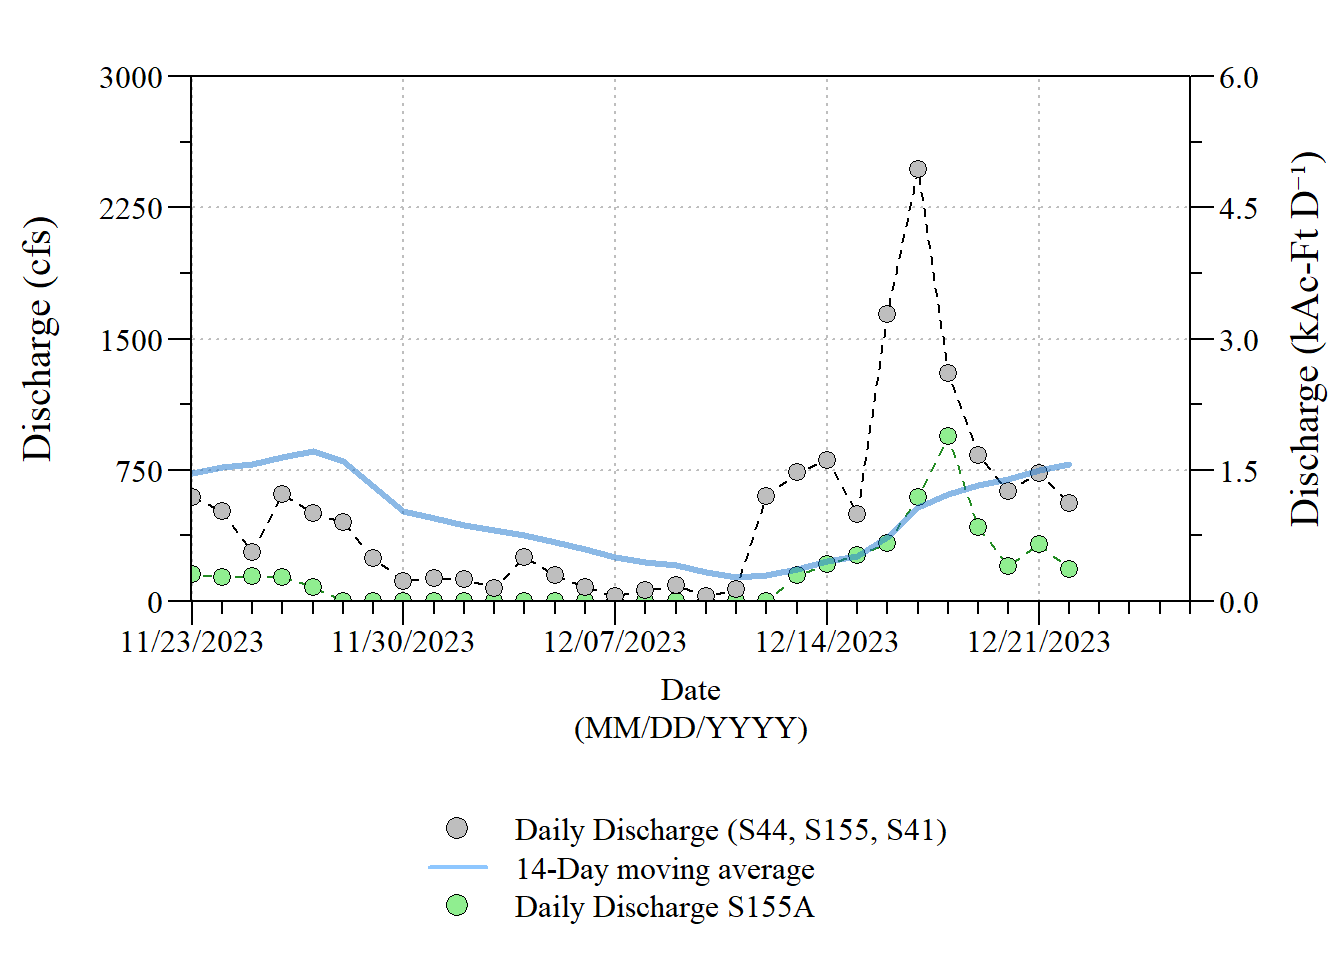 3000
2250
1500
750
0
Discharge (cfs)
6.0
4.5
3.0
1.5
0.0
Discharge (kAc-Ft D⁻¹)
11/23/2023
11/30/2023
12/07/2023
12/14/2023
12/21/2023
Date
(MM/DD/YYYY)
Daily Discharge (S44, S155, S41)
14-Day moving average
Daily Discharge S155A